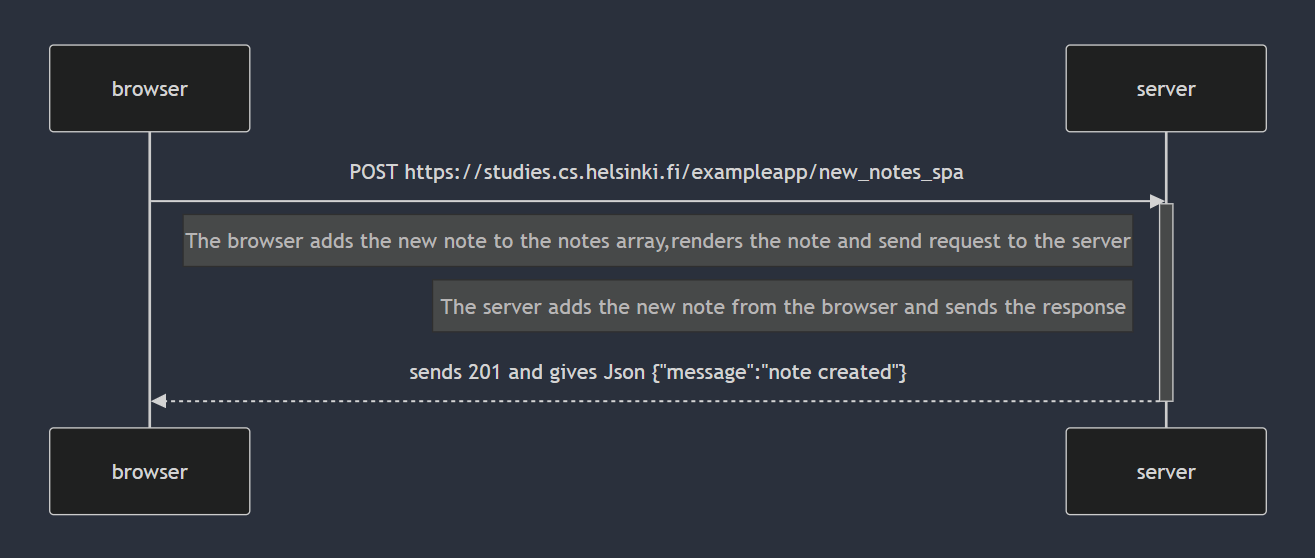 browser
server
POST https://studies.cs.helsinki.fi/exampleapp/new_notes_spa
The browser adds the new note to the notes array,renders the note and send request to the server
The server adds the new note from the browser and sends the response
sends 201 and gives Json {"message":"note created"}
browser
server